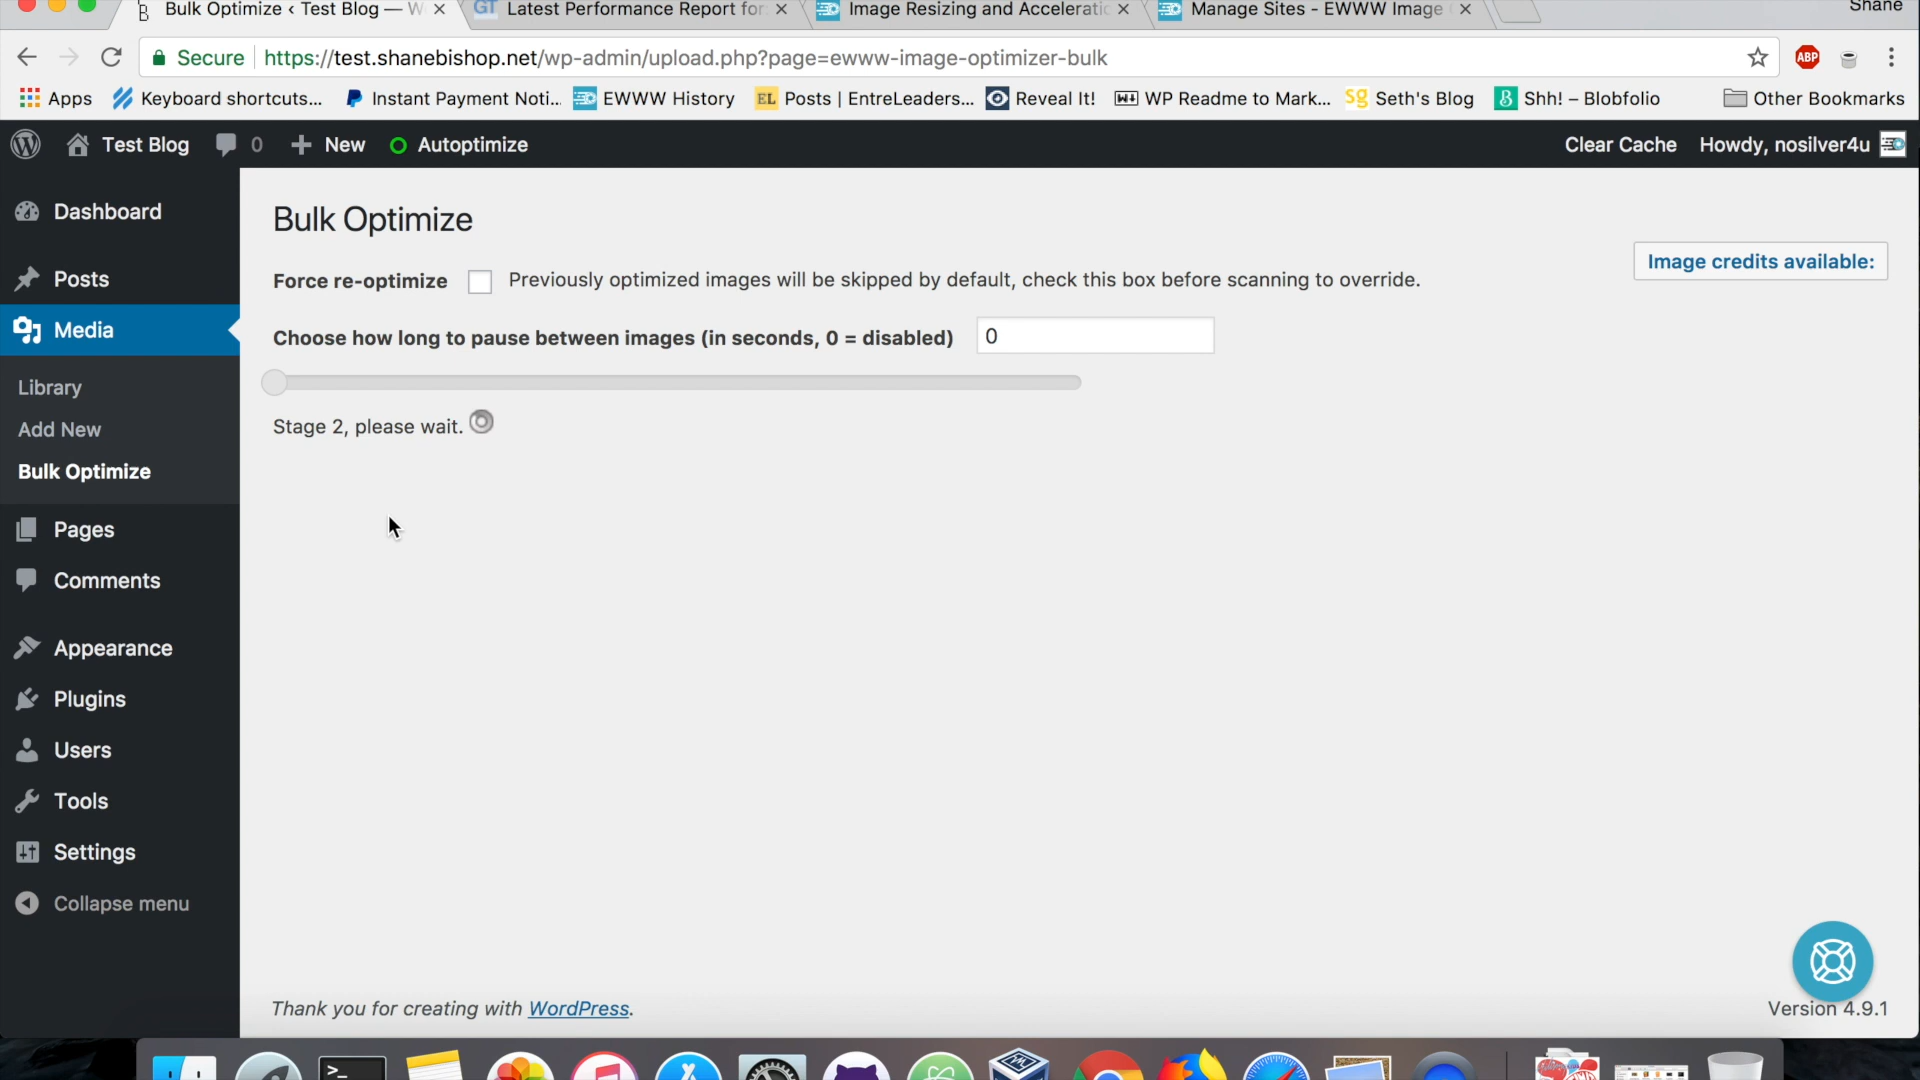 Bulk Optimize ‹ Test Blog — W
GT Latest Performance Report for
Image Resizing and Acceleratic
Manage Sites - EWWW Image
Shane
Secure https://test.shanebishop.net/wp-admin/upload.php?page=ewww-image-optimizer-bulk
ABP
Apps Keyboard shortcuts... Instant Payment Noti... EWWW History EL Posts | EntreLeaders... Reveal It! WP Readme to Mark... Sg Seth's Blog Shh! – Blobfolio Other Bookmarks
Test Blog 0 New Autoptimize Clear Cache Howdy, nosilver4u
Dashboard
Posts
Media
Library
Add New
Bulk Optimize
Pages
Comments
Appearance
Plugins
Users
Tools
Settings
Collapse menu
Bulk Optimize
Image credits available:
Force re-optimize Previously optimized images will be skipped by default, check this box before scanning to override.
Choose how long to pause between images (in seconds, 0 = disabled) 0
Stage 2, please wait.
Thank you for creating with WordPress.
Version 4.9.1